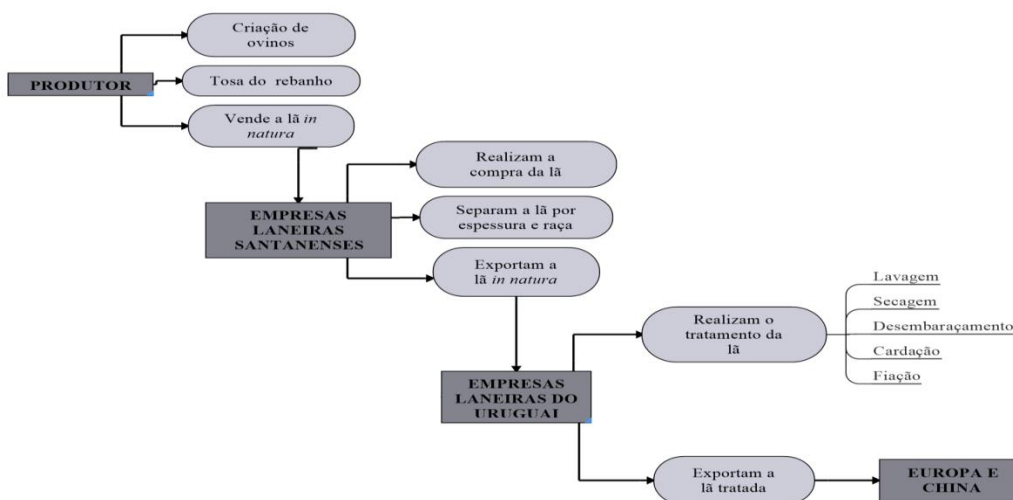 Criação de
ovinos
PRODUTOR
Tosa do rebanho
Vende a lã in
natura
EMPRESAS
LANEIRAS
SANTANENSES
Realizam a
compra da lã
Separam a lã por
espessura e raça
Exportam a
lã in natura
EMPRESAS
LANEIRAS DO
URUGUAI
Realizam o
tratamento da
lã
Lavagem
Secagem
Desembaraçamento
Cardação
Fiação
Exportam a
lã tratada
EUROPA E
CHINA